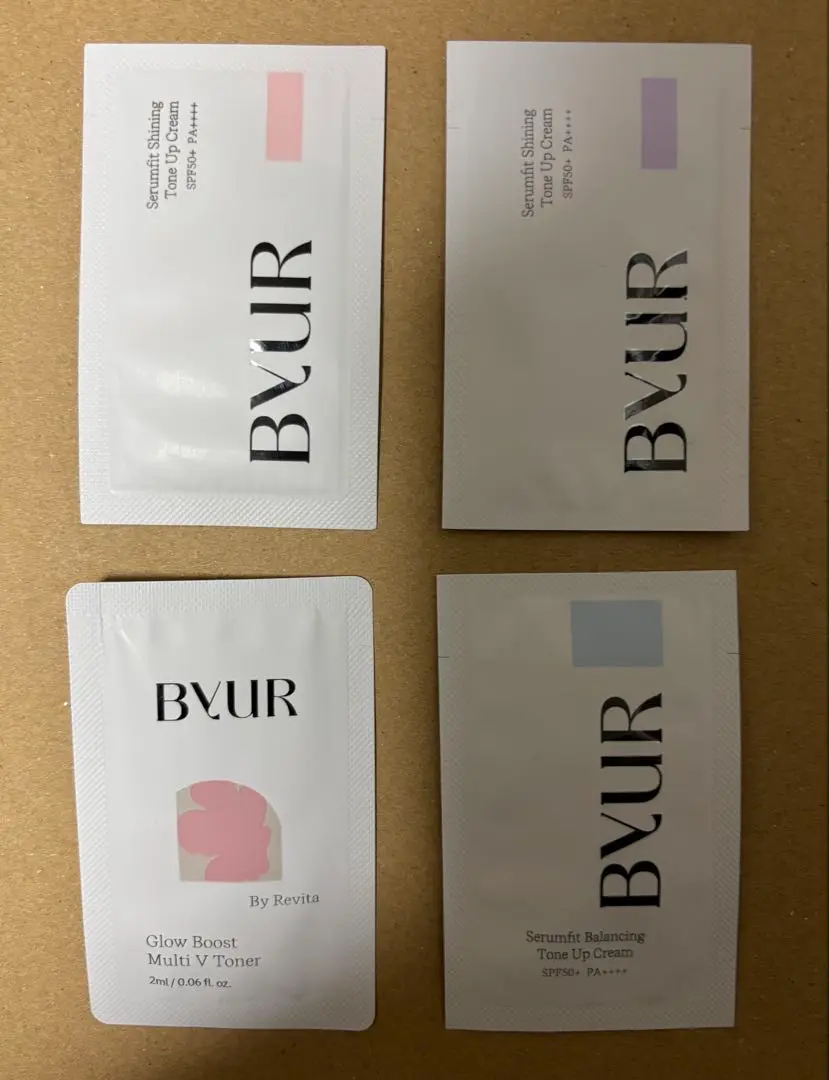 Serumfit Shining
Tone Up Cream
SPF50+ PA++++
BYUR
Serumfit Shining
Tone Up Cream
SPF50+ PA++++
BYUR
BYUR
By Revita
Glow Boost
Multi V Toner
2ml / 0.06 fl. oz.
BYUR
Serumfit Balancing
Tone Up Cream
SPF50+ PA++++